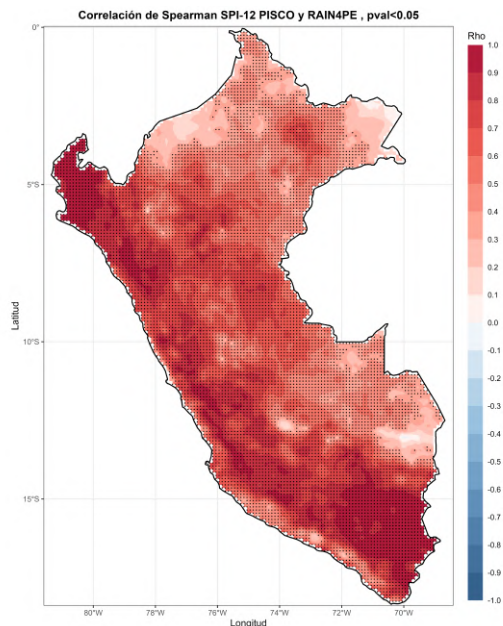 Correlación de Spearman SPI-12 PISCO y RAIN4PE , pval<0.05
Rho
1.0
0.9
0.8
0.7
0.6
0.5
0.4
0.3
0.2
0.1
0.0
-0.1
-0.2
-0.3
-0.4
-0.5
-0.6
-0.7
-0.8
-0.9
-1.0
Latitud
0°
5°S
10°S
15°S
80°W
78°W
76°W
74°W
72°W
70°W
Longitud